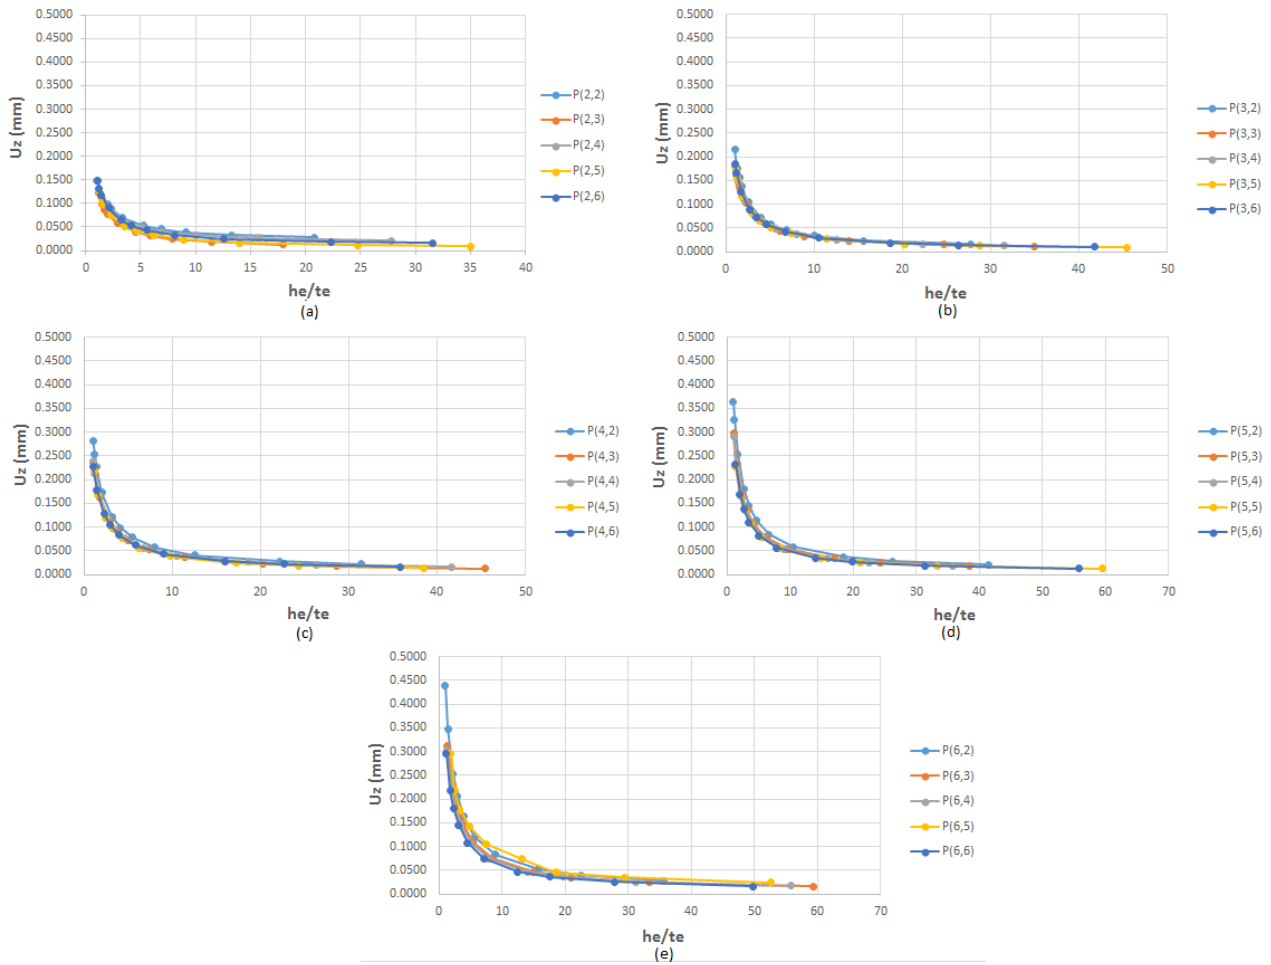 0.5000
0.4500
0.4000
0.3500
0.3000
0.2500
0.2000
0.1500
0.1000
0.0500
0.0000
Uz (mm)
0 5 10 15 20 25 30 35 40
he/te
(a)
P(2,2)
P(2,3)
P(2,4)
P(2,5)
P(2,6)
0.5000
0.4500
0.4000
0.3500
0.3000
0.2500
0.2000
0.1500
0.1000
0.0500
0.0000
Uz (mm)
0 10 20 30 40 50
he/te
(b)
P(3,2)
P(3,3)
P(3,4)
P(3,5)
P(3,6)
0.5000
0.4500
0.4000
0.3500
0.3000
0.2500
0.2000
0.1500
0.1000
0.0500
0.0000
Uz (mm)
0 10 20 30 40 50
he/te
(c)
P(4,2)
P(4,3)
P(4,4)
P(4,5)
P(4,6)
0.5000
0.4500
0.4000
0.3500
0.3000
0.2500
0.2000
0.1500
0.1000
0.0500
0.0000
Uz (mm)
0 10 20 30 40 50 60 70
he/te
(d)
P(5,2)
P(5,3)
P(5,4)
P(5,5)
P(5,6)
0.5000
0.4500
0.4000
0.3500
0.3000
0.2500
0.2000
0.1500
0.1000
0.0500
0.0000
Uz (mm)
0 10 20 30 40 50 60 70
he/te
(e)
P(6,2)
P(6,3)
P(6,4)
P(6,5)
P(6,6)